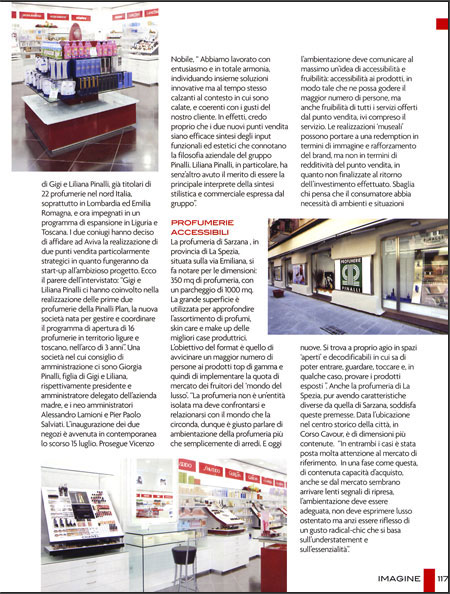 di Gigi e Liliana Pinalli, già titolari di
22 profumerie nel nord Italia,
soprattutto in Lombardia ed Emilia
Romagna, e ora impegnati in un
programma di espansione in Liguria e
Toscana. I due coniugi hanno deciso
di affidare ad Aviva la realizzazione di
due punti vendita particolarmente
strategici in quanto fungeranno da
start-up all'ambizioso progetto. Ecco
il parere dell'intervistato: "Gigi e
Liliana Pinalli ci hanno coinvolto nella
realizzazione delle prime due
profumerie della Pinalli Plan, la nuova
società nata per gestire e coordinare
il programma di apertura di 16
profumerie in territorio ligure e
toscano, nell'arco di 3 anni". Una
società nel cui consiglio di
amministrazione ci sono Giorgia
Pinalli, figlia di Gigi e Liliana,
rispettivamente presidente e
amministratore delegato dell'azienda
madre, e i neo amministratori
Alessandro Lamioni e Pier Paolo
Salviati. L'inaugurazione dei due
negozi è avvenuta in contemporanea
lo scorso 15 luglio. Prosegue Vicenzo
Nobile, " Abbiamo lavorato con
entusiasmo e in totale armonia,
individuando insieme soluzioni
innovative ma al tempo stesso
calzanti al contesto in cui sono
calate, e coerenti con i gusti del
nostro cliente. In effetti, credo
proprio che i due nuovi punti vendita
siano efficace sintesi degli input
funzionali ed estetici che connotano
la filosofia aziendale del gruppo
Pinalli. Liliana Pinalli, in particolare, ha
senz'altro avuto il merito di essere la
principale interprete della sintesi
stilistica e commerciale espressa dal
gruppo".
PROFUMERIE
ACCESSIBILI
La profumeria di Sarzana , in
provincia di La Spezia,
situata sulla via Emiliana, si
fa notare per le dimensioni:
350 mq di profumeria, con
un parcheggio di 1000 mq.
La grande superficie è
utilizzata per approfondire
l'assortimento di profumi,
skin care e make up delle
migliori case produttrici.
L'obiettivo del format è quello di
avvicinare un maggior numero di
persone ai prodotti top di gamma e
quindi di implementare la quota di
mercato dei fruitori del 'mondo del
lusso'. "La profumeria non è un'entità
isolata ma deve confrontarsi e
relazionarsi con il mondo che la
circonda, dunque è giusto parlare di
ambientazione della profumeria più
che semplicemente di arredi. E oggi
l'ambientazione deve comunicare al
massimo un'idea di accessibilità e
fruibilità: accessibilità ai prodotti, in
modo tale che ne possa godere il
maggior numero di persone, ma
anche fruibilità di tutti i servizi offerti
dal punto vendita, ivi compreso il
servizio. Le realizzazioni 'museali'
possono portare a una redemption in
termini di immagine e rafforzamento
del brand, ma non in termini di
redditività del punto vendita, in
quanto non finalizzate al ritorno
dell'investimento effettuato. Sbaglia
chi pensa che il consumatore abbia
necessità di ambienti e situazioni
PROFUMERIE
PINALLI
nuove. Si trova a proprio agio in spazi
'aperti' e decodificabili in cui sa di
poter entrare, guardare, toccare e, in
qualche caso, provare i prodotti
esposti ". Anche la profumeria di La
Spezia, pur avendo caratteristiche
diverse da quella di Sarzana, soddisfa
queste premesse. Data l'ubicazione
nel centro storico della città, in
Corso Cavour, è di dimensioni più
contenute. "In entrambi i casi è stata
posta molta attenzione al mercato di
riferimento. In una fase come questa,
di contenuta capacità d'acquisto,
anche se dal mercato sembrano
arrivare lenti segnali di ripresa,
l'ambientazione deve essere
adeguata, non deve esprimere lusso
ostentato ma anzi essere riflesso di
un gusto radical-chic che si basa
sull'understatement e
sull'essenzialità".
SHISEIDO
IMAGINE 117